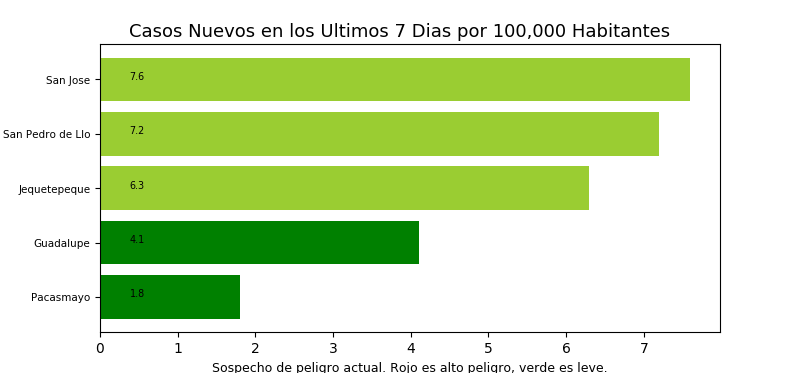 Casos Nuevos en los Ultimos 7 Dias por 100,000 Habitantes
San Jose 7.6
San Pedro de Llo 7.2
Jequetepeque 6.3
Guadalupe 4.1
Pacasmayo 1.8
0 1 2 3 4 5 6 7
Sospecho de peligro actual. Rojo es alto peligro, verde es leve.